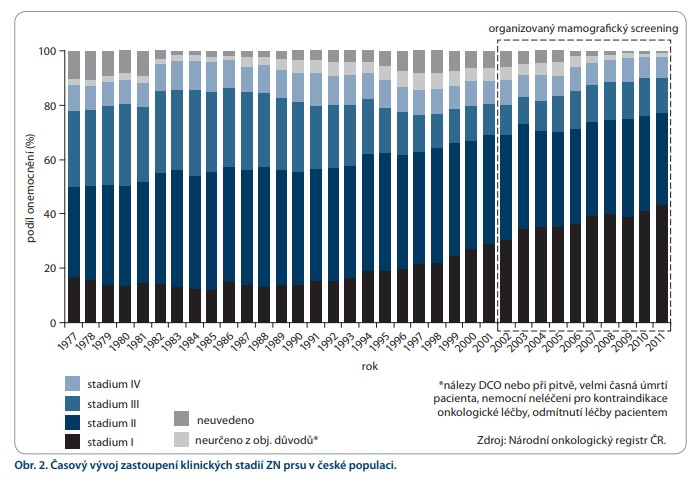 organizovaný mamografický screening
podíl onemocnění (%)
100
80
60
40
20
0
1977 1978 1979 1980 1981 1982 1983 1984 1985 1986 1987 1988 1989 1990 1991 1992 1993 1994 1995 1996 1997 1998 1999 2000 2001 2002 2003 2004 2005 2006 2007 2008 2009 2010 2011
rok
stadium IV
stadium III
stadium II
stadium I
neuvedeno
neurčeno z obj. důvodů*
*nálezy DCO nebo při pitvě, velmi časná úmrtí
pacienta, nemocní neléčeni pro kontraindikace
onkologické léčby, odmítnutí léčby pacientem
Zdroj: Národní onkologický registr ČR.
Obr. 2. Časový vývoj zastoupení klinických stadií ZN prsu v české populaci.